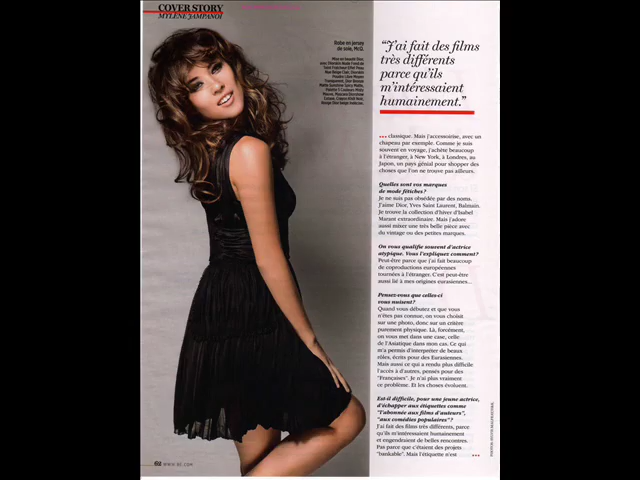 COVER STORY
MYLÈNE JAMPANOÏ
Robe en jersey
de soie, McQ.
“J'ai fait des films
très différents
parce qu'ils
m'intéressaient
humainement.”
••• classique. Mais j'accessoirise, avec un
chapeau par exemple. Comme je suis
souvent en voyage, j'achète beaucoup
à l'étranger, à New York, à Londres, au
Japon, un pays génial pour shopper des
choses que l'on ne trouve pas ailleurs.
Quelles sont vos marques
de mode fétiches ?
Je ne suis pas obsédée par des noms.
J'aime Dior, Yves Saint Laurent, Balmain.
Je trouve la collection d'hiver d'Isabel
Marant extraordinaire. Mais j'adore
aussi mixer une très belle pièce avec
du vintage ou des petites marques.
On vous qualifie souvent d'actrice
atypique. Vous l'expliquez comment ?
Peut-être parce que j'ai fait beaucoup
de coproductions européennes
tournées à l'étranger. C'est peut-être
aussi lié à mes origines eurasiennes...
Pensez-vous que celles-ci
vous nuisent ?
Quand vous débutez et que vous
n'êtes pas connue, on vous choisit
sur une photo, donc sur un critère
purement physique. Là, forcément,
on vous met dans une case, celle
de l'Asiatique dans mon cas. Ce qui
m'a permis d'interpréter de beaux
rôles, écrits pour des Eurasiennes.
Mais aussi ce qui a rendu plus difficile
l'accès à d'autres, pensés pour des
"Françaises". Je n'ai plus vraiment
ce problème. Et les choses évoluent.
Est-il difficile, pour une jeune actrice,
d'échapper aux étiquettes comme
"l'abonnée aux films d'auteurs",
"aux comédies populaires" ?
J'ai fait des films très différents, parce
qu'ils m'intéressaient humainement
et engendraient de belles rencontres.
Pas parce que c'étaient des projets
"bankable". Mais l'étiquette n'est •••
62 WWW.BE.COM